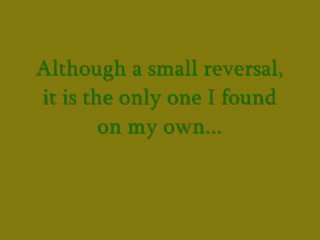 Although a small reversal,
it is the only one I found
on my own...